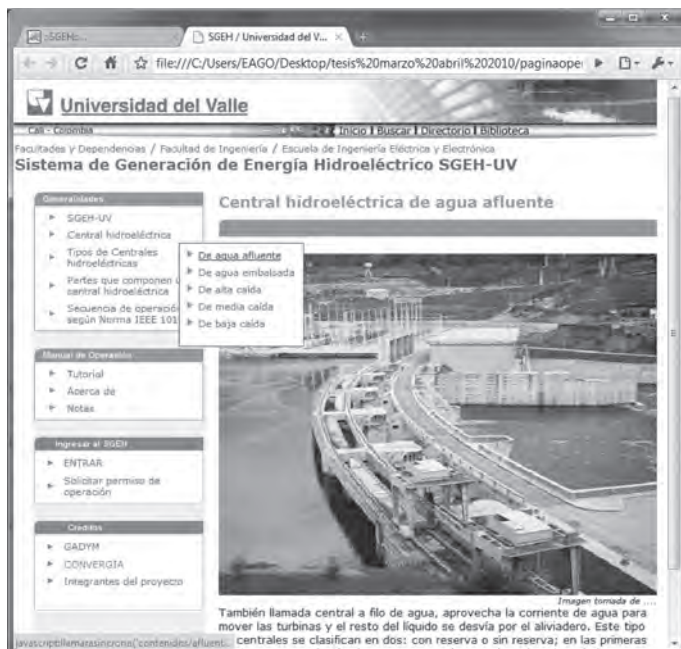 SGEH / Universidad del V...
file:///C:/Users/EAGO/Desktop/tesis%20marzo%20abril%202010/paginaope
Universidad del Valle
Cali - Colombia
Inicio | Buscar | Directorio | Biblioteca
Facultades y Dependencias / Facultad de Ingeniería / Escuela de Ingeniería Eléctrica y Electrónica
Sistema de Generación de Energía Hidroeléctrico SGEH-UV
Generalidades
SGEH-UV
Central hidroeléctrica
Tipos de Centrales
hidroeléctricas
Partes que componen
central hidroeléctrica
Secuencia de operación
según Norma IEEE 101
De agua afluente
De agua embalsada
De alta caída
De media caída
De baja caída
Manual de Operación
Tutorial
Acerca de
Notas
Ingresar al SGEH
ENTRAR
Solicitar permiso de
operación
Creditos
GADYM
CONVERGIA
Integrantes del proyecto
Central hidroeléctrica de agua afluente
Imagen tomada de ....
También llamada central a filo de agua, aprovecha la corriente de agua para
mover las turbinas y el resto del líquido se desvía por el aliviadero. Este tipo
centrales se clasifican en dos: con reserva o sin reserva; en las primeras
javascript:llamarasincrono('contenidos/afluent...